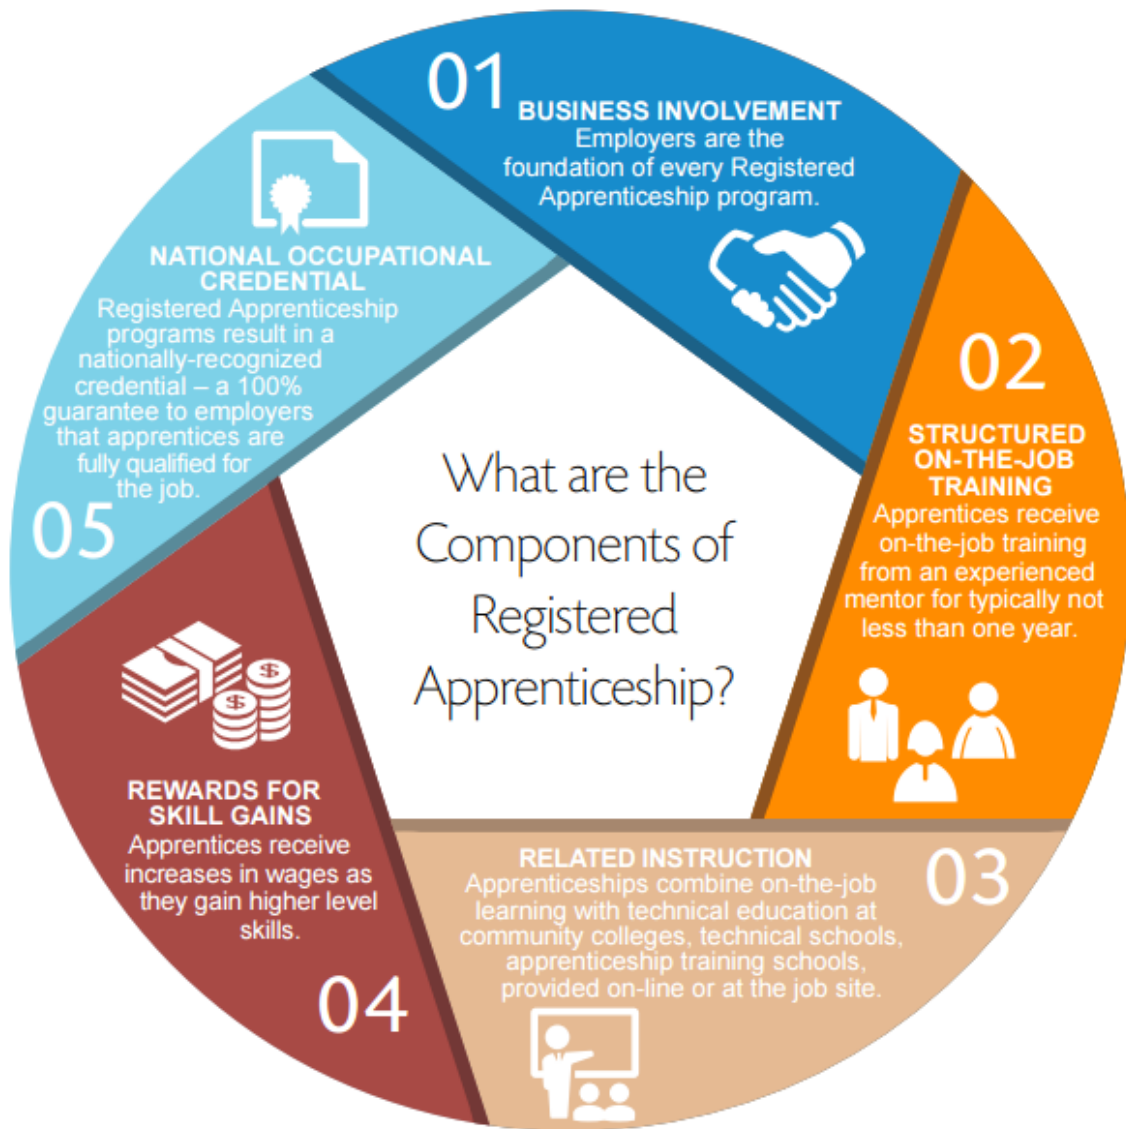 What are the
Components of
Registered
Apprenticeship?
01
BUSINESS INVOLVEMENT
Employers are the
foundation of every Registered
Apprenticeship program.
02
STRUCTURED
ON-THE-JOB
TRAINING
Apprentices receive
on-the-job training
from an experienced
mentor for typically not
less than one year.
03
RELATED INSTRUCTION
Apprenticeships combine on-the-job
learning with technical education at
community colleges, technical schools,
apprenticeship training schools,
provided on-line or at the job site.
$
$
REWARDS FOR
SKILL GAINS
Apprentices receive
increases in wages as
they gain higher level
skills.
04
NATIONAL OCCUPATIONAL
CREDENTIAL
Registered Apprenticeship
programs result in a
nationally-recognized
credential – a 100%
guarantee to employers
that apprentices are
fully qualified for
the job.
05